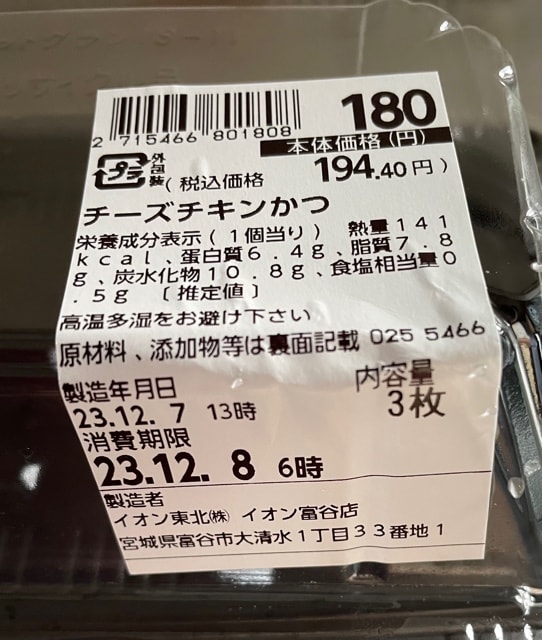 2 715466 801808
180
本体価格(円)
プラ
外包装
(税込価格 194.40円)
チーズチキンかつ
栄養成分表示(1個当り) 熱量141
kcal、蛋白質6.4g、脂質7.8
g、炭水化物10.8g、食塩相当量0
.5g 〔推定値〕
高温多湿をお避け下さい
原材料、添加物等は裏面記載 025 5466
製造年月日
内容量
23.12. 7 13時
3枚
消費期限
23.12. 8 6時
製造者
イオン東北㈱ イオン富谷店
宮城県富谷市大清水1丁目33番地1